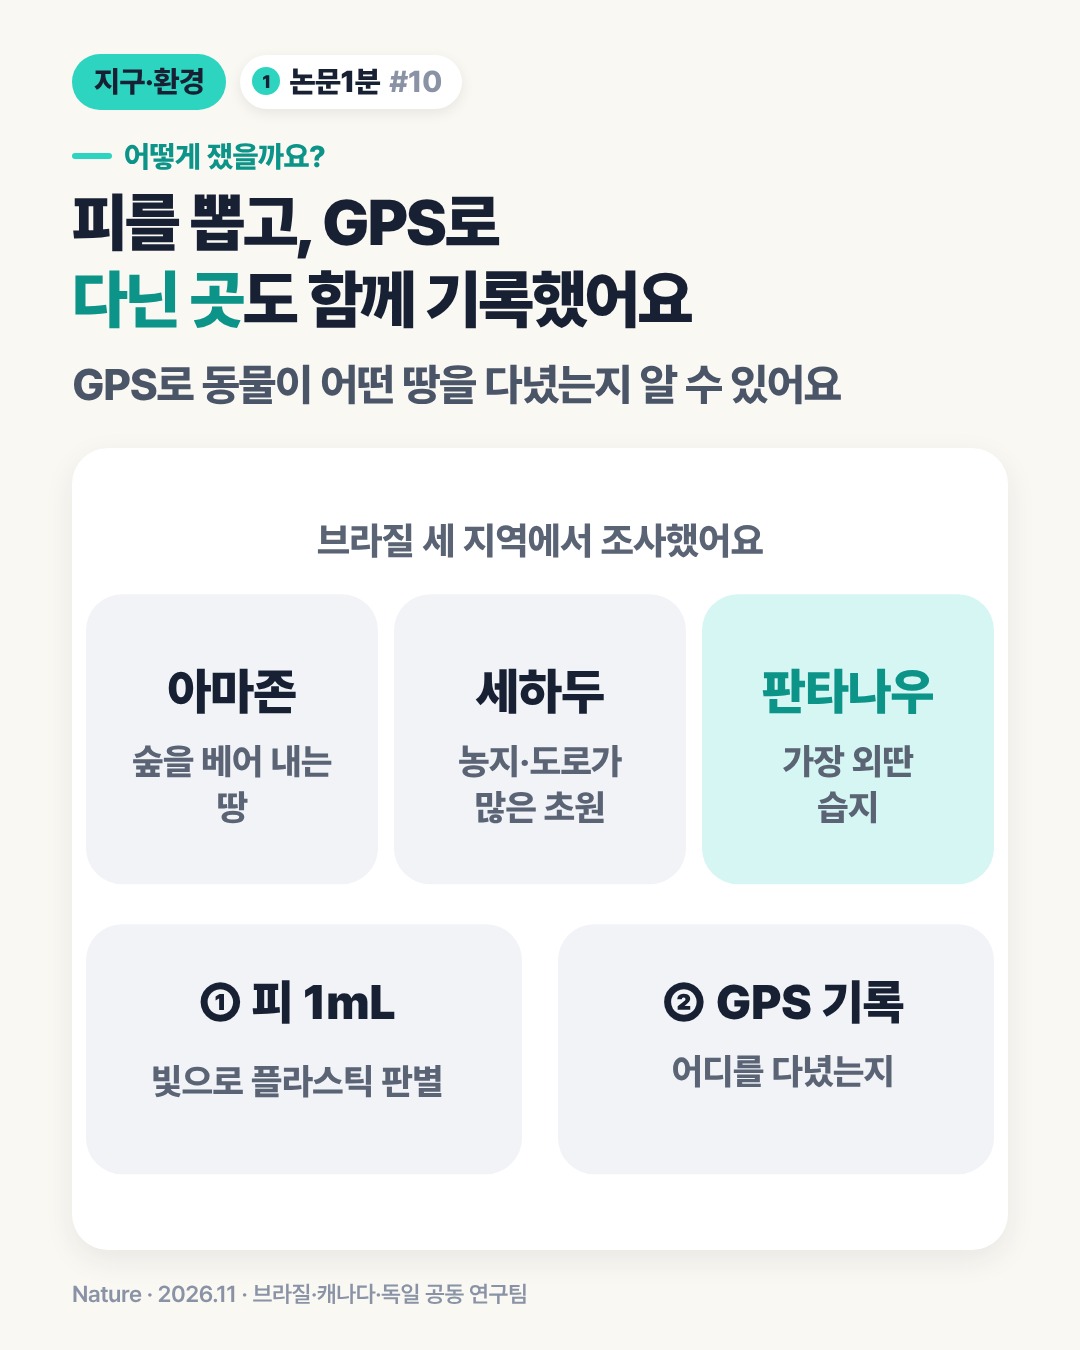 지구·환경
1 논문1분 #10
어떻게 쟀을까요?
피를 뽑고, GPS로
다닌 곳도 함께 기록했어요
GPS로 동물이 어떤 땅을 다녔는지 알 수 있어요
브라질 세 지역에서 조사했어요
아마존
숲을 베어 내는
땅
세하두
농지·도로가
많은 초원
판타나우
가장 외딴
습지
① 피 1mL
빛으로 플라스틱 판별
② GPS 기록
어디를 다녔는지
Nature · 2026.11 · 브라질·캐나다·독일 공동 연구팀